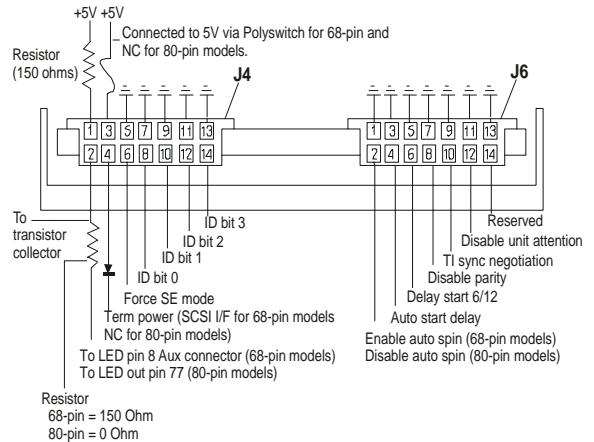 +5V +5V
Connected to 5V via Polyswitch for 68-pin and
NC for 80-pin models.
Resistor
(150 ohms)
J4
J6
1 3 5 7 9 11 13
2 4 6 8 10 12 14
1 3 5 7 9 11 13
2 4 6 8 10 12 14
To
transistor
collector
ID bit 3
ID bit 2
ID bit 1
ID bit 0
Force SE mode
Term power (SCSI I/F for 68-pin models
NC for 80-pin models)
To LED pin 8 Aux connector (68-pin models)
To LED out pin 77 (80-pin models)
Resistor
68-pin = 150 Ohm
80-pin = 0 Ohm
Reserved
Disable unit attention
TI sync negotiation
Disable parity
Delay start 6/12
Auto start delay
Enable auto spin (68-pin models)
Disable auto spin (80-pin models)